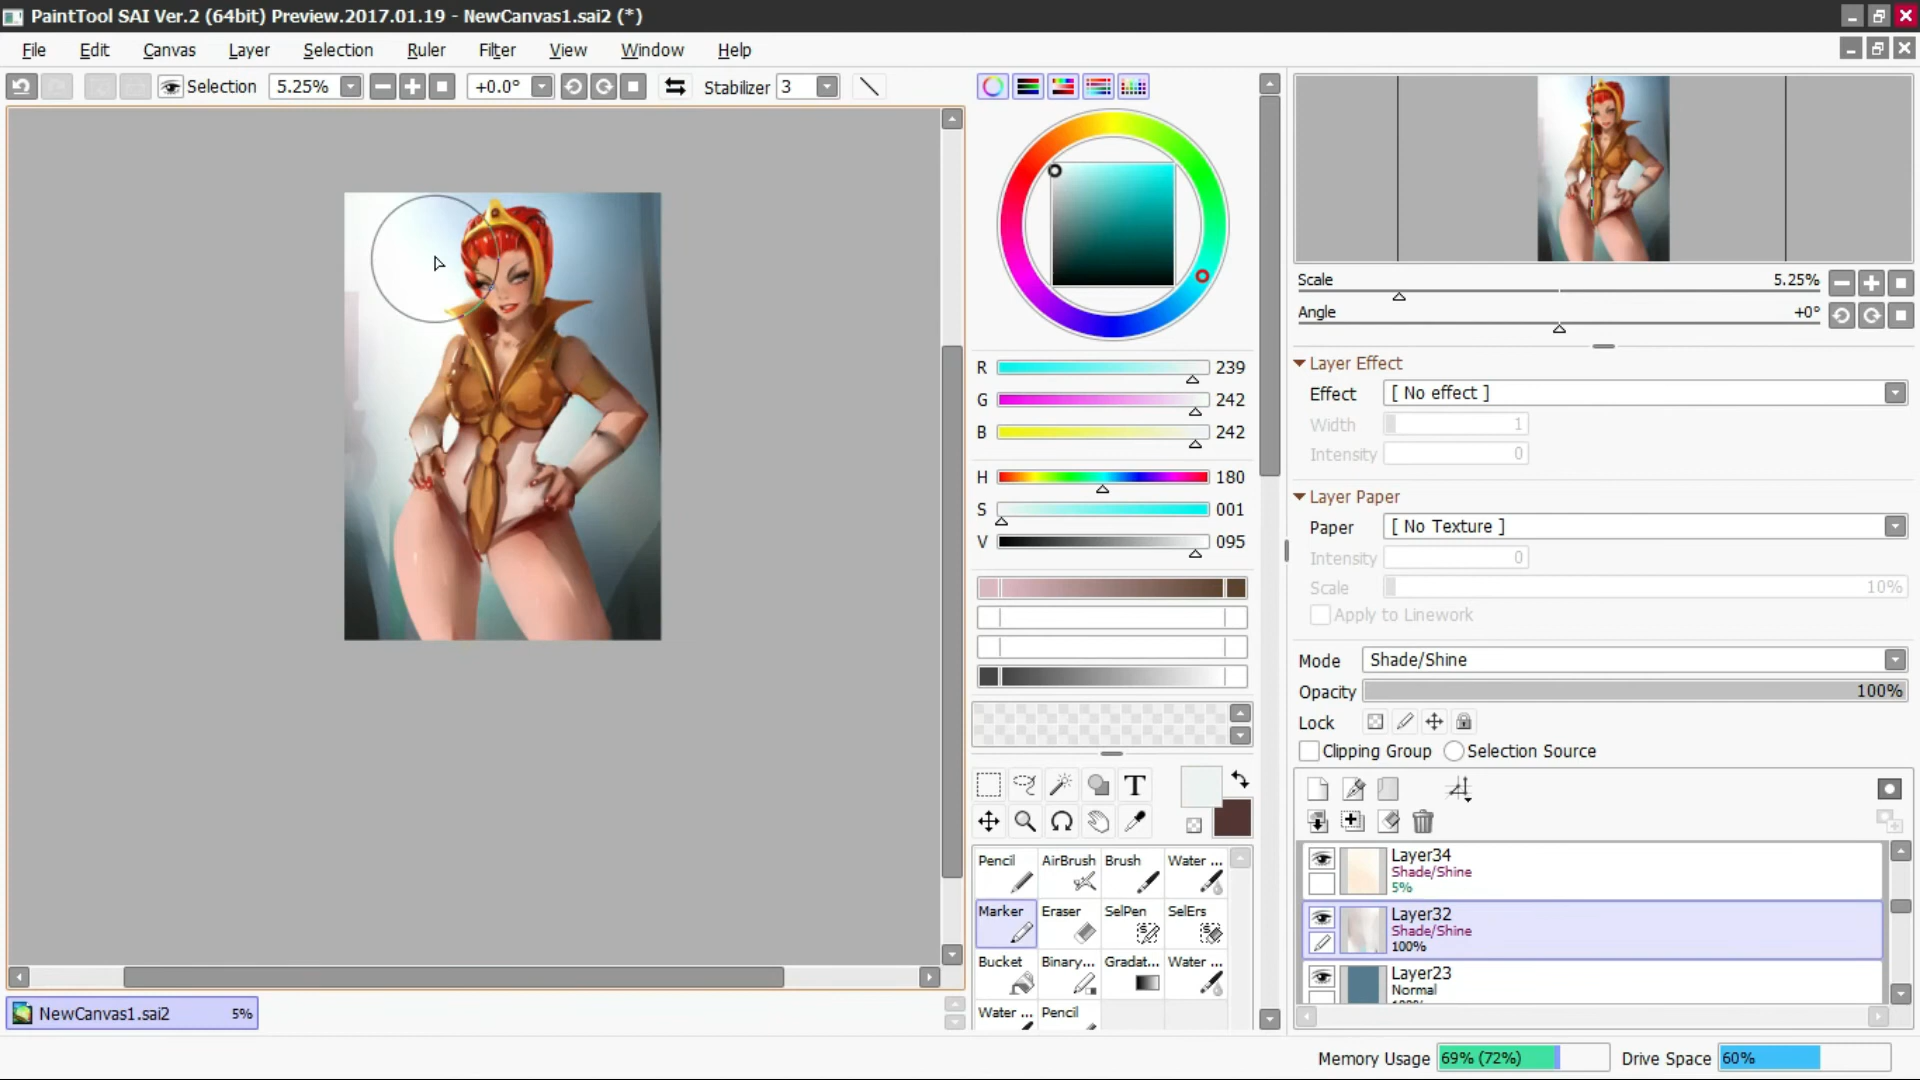 PaintTool SAI Ver.2 (64bit) Preview.2017.01.19 - NewCanvas1.sai2 (*)
File Edit Canvas Layer Selection Ruler Filter View Window Help
Selection 5.25% +0.0° Stabilizer 3
R 239
G 242
B 242
H 180
S 001
V 095
T
Pencil AirBrush Brush Water ...
Marker Eraser SelPen SelErs
Bucket Binary... Gradat... Water ...
Water ... Pencil
Scale 5.25%
Angle +0°
Layer Effect
Effect [ No effect ]
Width 1
Intensity 0
Layer Paper
Paper [ No Texture ]
Intensity 0
Scale 10%
Apply to Linework
Mode Shade/Shine
Opacity 100%
Lock
Clipping Group Selection Source
Layer34
Shade/Shine
5%
Layer32
Shade/Shine
100%
Layer23
Normal
NewCanvas1.sai2 5%
Memory Usage 69% (72%) Drive Space 60%